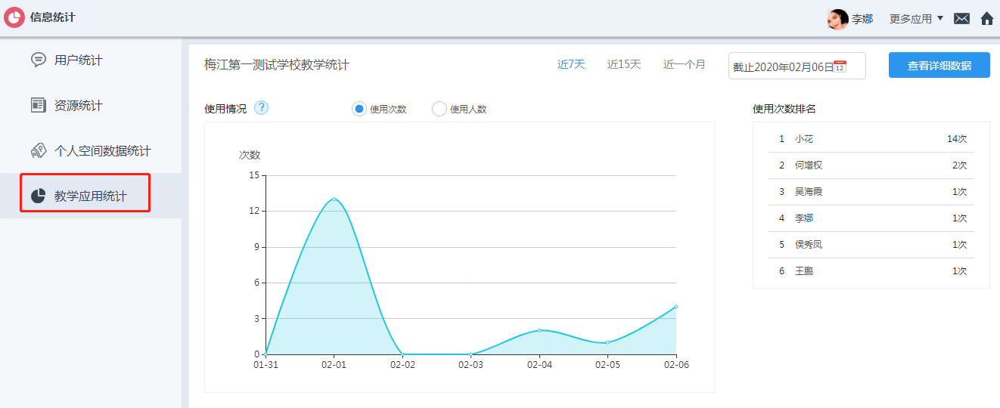 信息统计
李娜 更多应用
用户统计
资源统计
个人空间数据统计
教学应用统计
梅江第一测试学校教学统计
近7天 近15天 近一个月
截止2020年02月06日
12
查看详细数据
使用情况 ?
使用次数 使用人数
次数
15
12
9
6
3
0
01-31 02-01 02-02 02-03 02-04 02-05 02-06
使用次数排名
1 小花 14次
2 何增权 2次
3 吴海霞 1次
4 李娜 1次
5 侯秀凤 1次
6 王鹏 1次